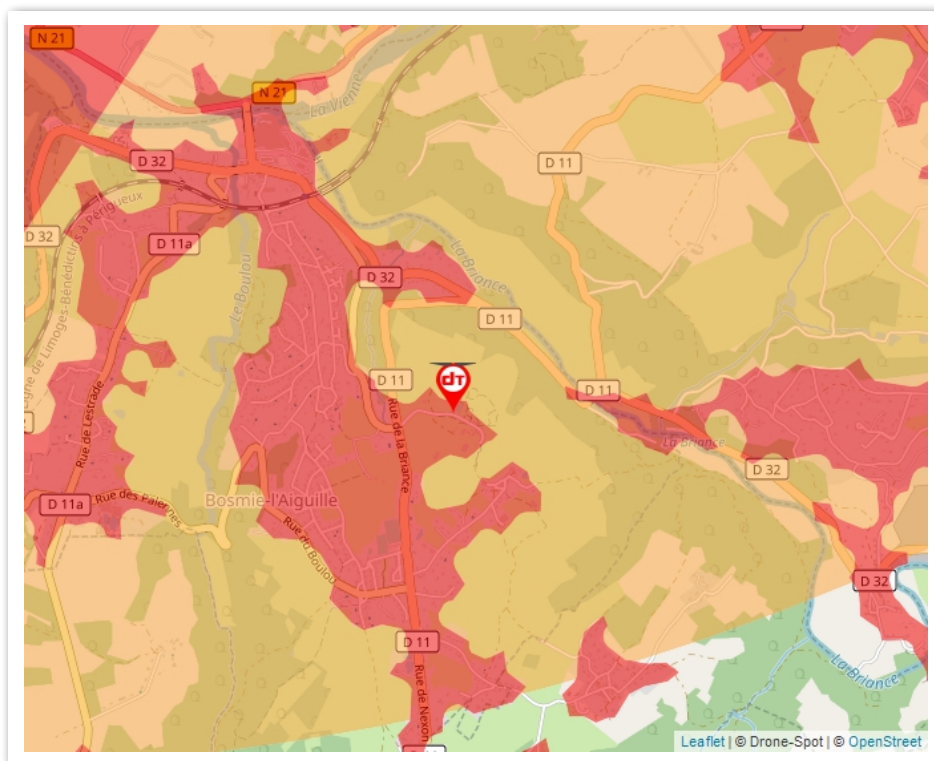 N 21
N 21
La Vienne
D 32
D 11
Ligne de Limoges-Bénédictins à Périgueux
D 32
D 11a
La Briance
Le Boulou
D 32
D 11
D 11
dT
D 11
Rue de Lestrade
Rue de la Briance
La Briance
D 32
D 11a
Rue des Palennes
Bosmie-l'Aiguille
Rue du Boulou
D 32
D 11
La Briance
Rue de Nexon
Leaflet | © Drone-Spot | © OpenStreet